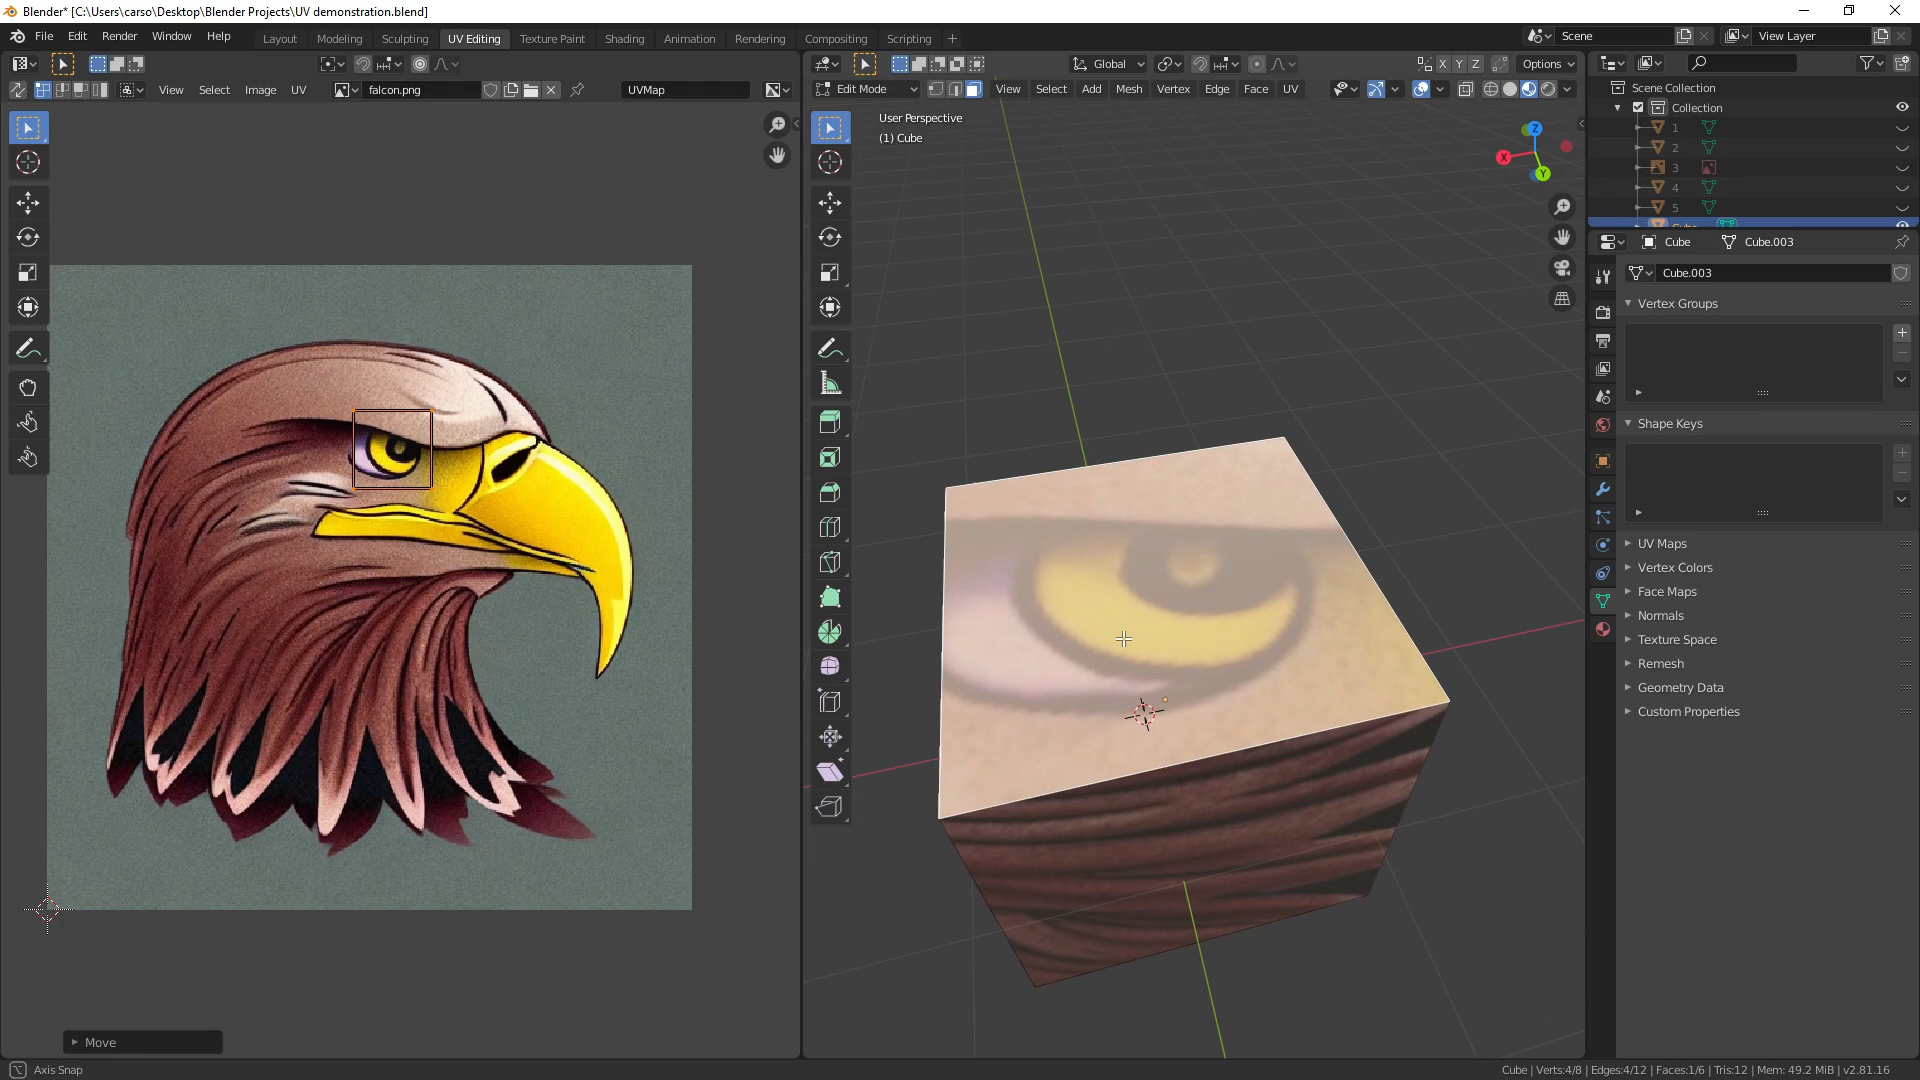 Blender* [C:\Users\carso\Desktop\Blender Projects\UV demonstration.blend]
File Edit Render Window Help Layout Modeling Sculpting UV Editing Texture Paint Shading Animation Rendering Compositing Scripting + Scene View Layer
Global X Y Z Options
View Select Image UV falcon.png UVMap Edit Mode View Select Add Mesh Vertex Edge Face UV
Scene Collection
Collection
1
2
3
4
5
Cube
User Perspective
(1) Cube
Z
X
Y
Cube Cube.003
Cube.003
Vertex Groups
Shape Keys
UV Maps
Vertex Colors
Face Maps
Normals
Texture Space
Remesh
Geometry Data
Custom Properties
Move
Axis Snap
Cube | Verts:4/8 | Edges:4/12 | Faces:1/6 | Tris:12 | Mem: 49.2 MiB | v2.81.16